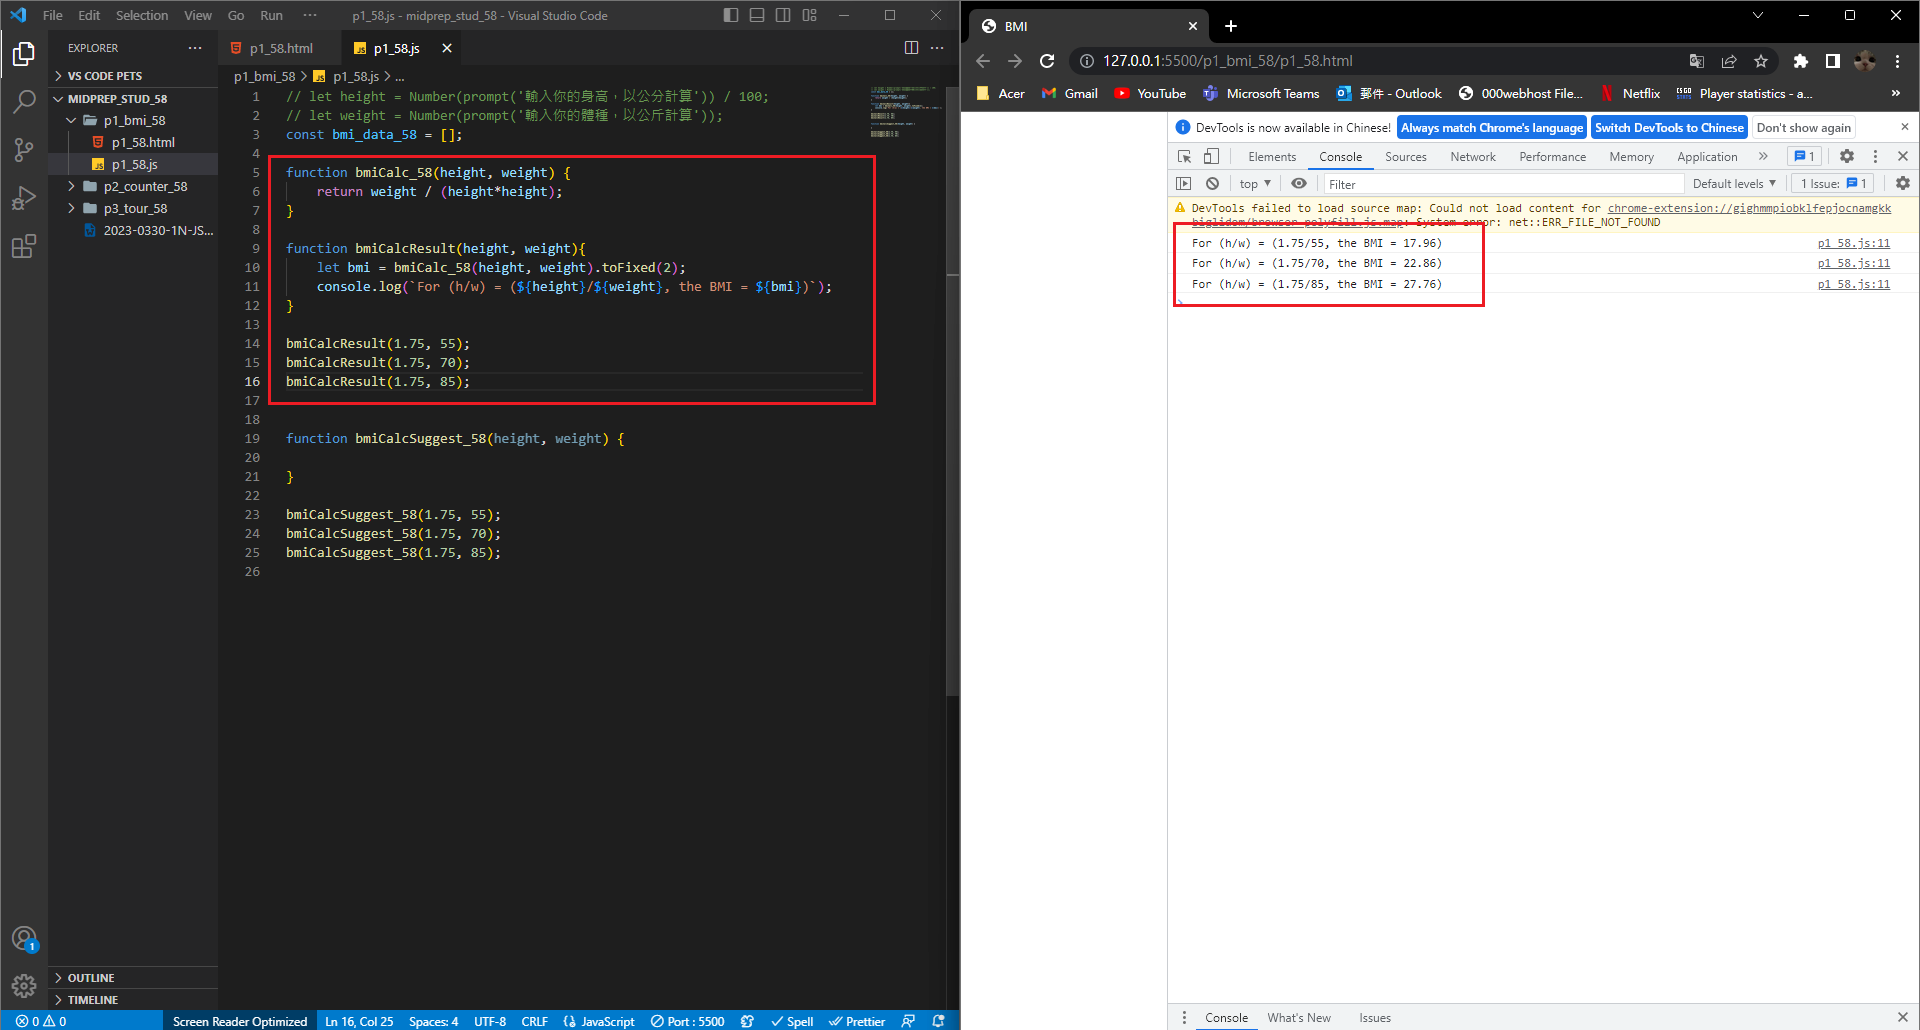 File Edit Selection View Go Run ··· p1_58.js - midprep_stud_58 - Visual Studio Code
EXPLORER ···
VS CODE PETS
MIDPREP_STUD_58
p1_bmi_58
p1_58.html
p1_58.js
p2_counter_58
p3_tour_58
2023-0330-1N-JS...
OUTLINE
TIMELINE
p1_58.html p1_58.js
p1_bmi_58 > p1_58.js > ...
1 // let height = Number(prompt('輸入你的身高，以公分計算')) / 100;
2 // let weight = Number(prompt('輸入你的體種，以公斤計算'));
3 const bmi_data_58 = [];
4
5 function bmiCalc_58(height, weight) {
6 return weight / (height*height);
7 }
8
9 function bmiCalcResult(height, weight){
10 let bmi = bmiCalc_58(height, weight).toFixed(2);
11 console.log(`For (h/w) = (${height}/${weight}, the BMI = ${bmi})`);
12 }
13
14 bmiCalcResult(1.75, 55);
15 bmiCalcResult(1.75, 70);
16 bmiCalcResult(1.75, 85);
17
18
19 function bmiCalcSuggest_58(height, weight) {
20
21 }
22
23 bmiCalcSuggest_58(1.75, 55);
24 bmiCalcSuggest_58(1.75, 70);
25 bmiCalcSuggest_58(1.75, 85);
26
1
0 0 Screen Reader Optimized Ln 16, Col 25 Spaces: 4 UTF-8 CRLF JavaScript Port : 5500 Spell Prettier
BMI
127.0.0.1:5500/p1_bmi_58/p1_58.html
Acer Gmail YouTube Microsoft Teams 郵件 - Outlook 000webhost File... Netflix Player statistics - a... »
DevTools is now available in Chinese! Always match Chrome's language Switch DevTools to Chinese Don't show again
Elements Console Sources Network Performance Memory Application » 1
top Filter Default levels 1 Issue: 1
DevTools failed to load source map: Could not load content for chrome-extension://gighmmpiobklfepjocnamgkk
biglidom/browser-polyfill.js.map: System error: net::ERR_FILE_NOT_FOUND
For (h/w) = (1.75/55, the BMI = 17.96) p1_58.js:11
For (h/w) = (1.75/70, the BMI = 22.86) p1_58.js:11
For (h/w) = (1.75/85, the BMI = 27.76) p1_58.js:11
Console What's New Issues